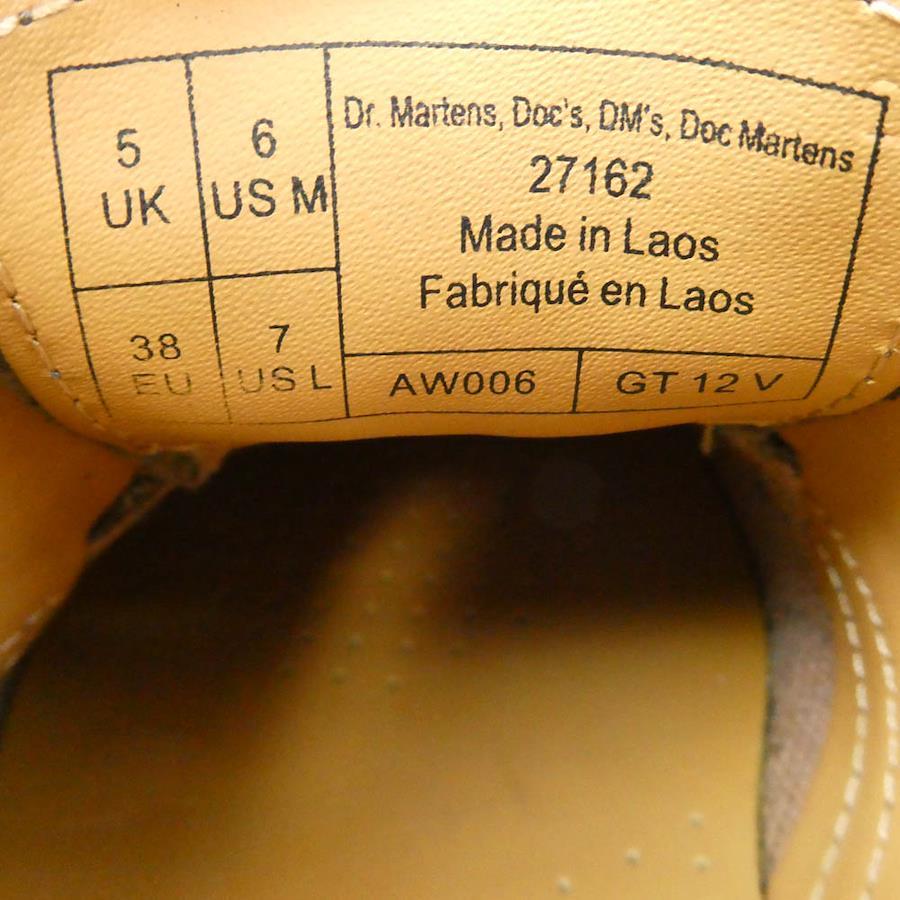 5
UK
6
US M
38
EU
7
US L
Dr. Martens, Doc's, DM's, Doc Martens
27162
Made in Laos
Fabriqué en Laos
AW006
GT 12 V